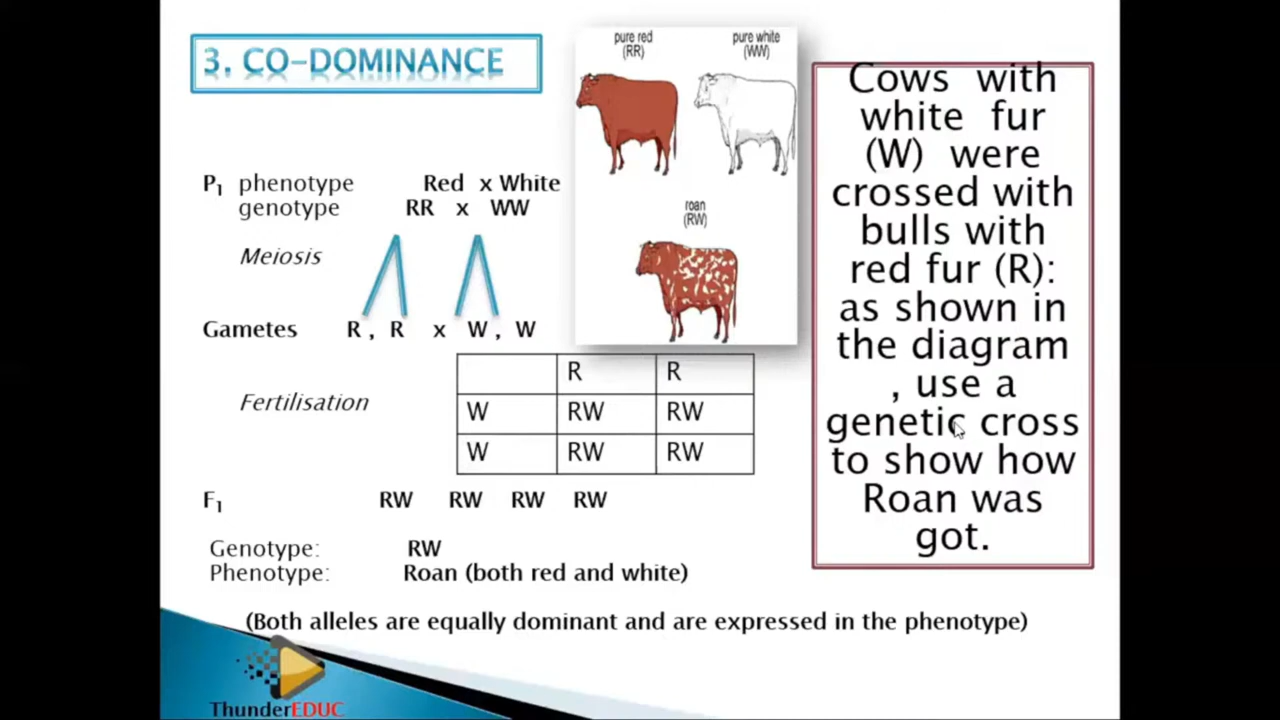 3. CO-DOMINANCE
P1 phenotype Red x White
genotype RR x WW
Meiosis
Gametes R , R x W , W
Fertilisation
R R
W RW RW
W RW RW
F1 RW RW RW RW
Genotype: RW
Phenotype: Roan (both red and white)
(Both alleles are equally dominant and are expressed in the phenotype)
pure red
(RR)
pure white
(WW)
roan
(RW)
Cows with
white fur
(W) were
crossed with
bulls with
red fur (R):
as shown in
the diagram
, use a
genetic cross
to show how
Roan was
got.
ThunderEDUC